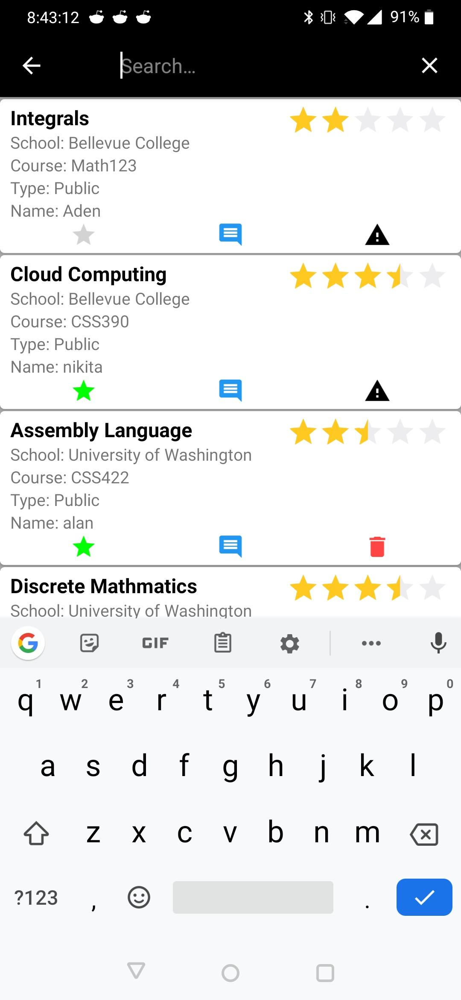 8:43:12 91%
Search…
Integrals
School: Bellevue College
Course: Math123
Type: Public
Name: Aden
Cloud Computing
School: Bellevue College
Course: CSS390
Type: Public
Name: nikita
Assembly Language
School: University of Washington
Course: CSS422
Type: Public
Name: alan
Discrete Mathmatics
School: University of Washington
G GIF
1 2 3 4 5 6 7 8 9 0
q w e r t y u i o p
a s d f g h j k l
z x c v b n m
?123 , .